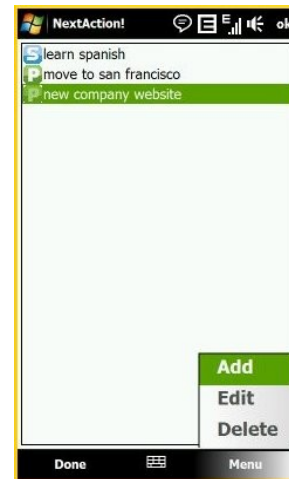 NextAction! E E ok
S learn spanish
P move to san francisco
P new company website
Add
Edit
Delete
Done Menu